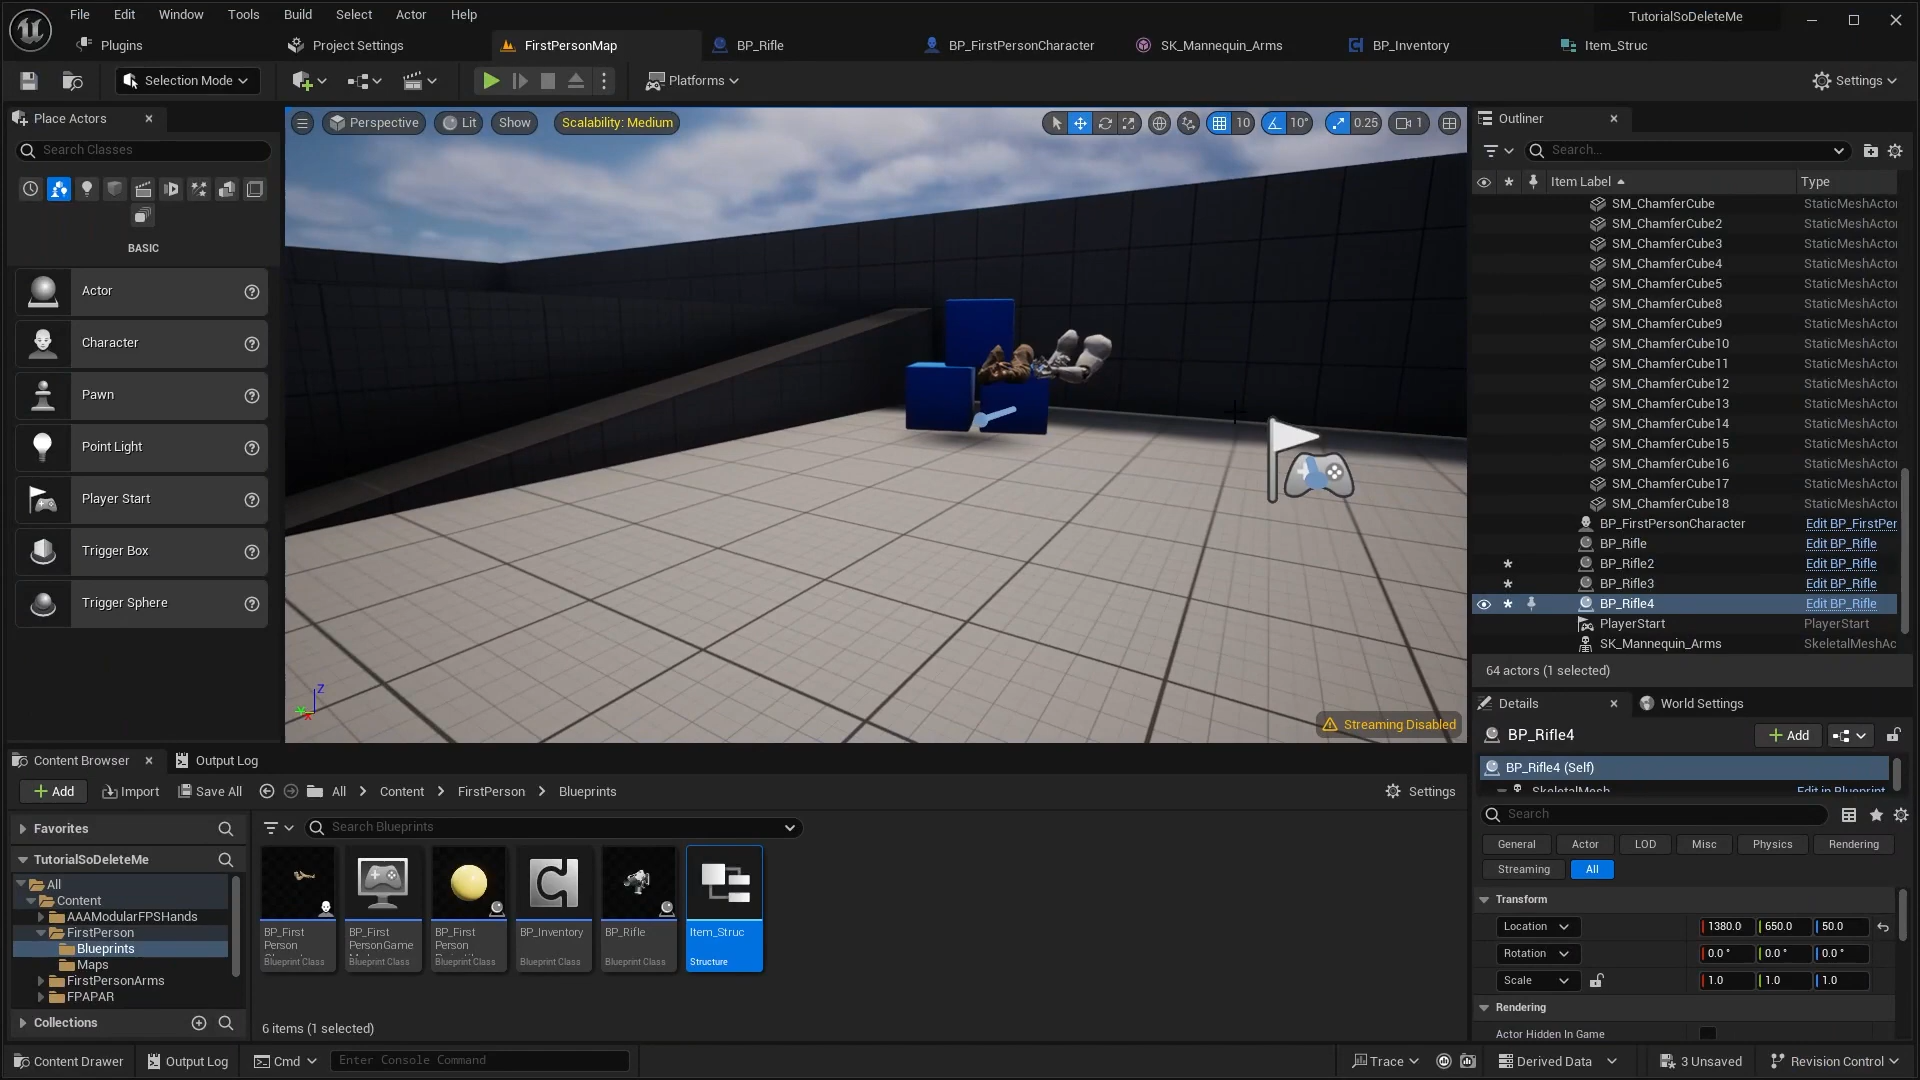 File Edit Window Tools Build Select Actor Help
TutorialSoDeleteMe
Plugins
Project Settings
FirstPersonMap
BP_Rifle
BP_FirstPersonCharacter
SK_Mannequin_Arms
BP_Inventory
Item_Struc
Selection Mode
Platforms
Settings
Place Actors
Search Classes
BASIC
Actor
Character
Pawn
Point Light
Player Start
Trigger Box
Trigger Sphere
Perspective
Lit
Show
Scalability: Medium
10
10°
0.25
1
Z
Streaming Disabled
Outliner
Search...
Item Label
Type
SM_ChamferCube StaticMeshActor
SM_ChamferCube2 StaticMeshActor
SM_ChamferCube3 StaticMeshActor
SM_ChamferCube4 StaticMeshActor
SM_ChamferCube5 StaticMeshActor
SM_ChamferCube8 StaticMeshActor
SM_ChamferCube9 StaticMeshActor
SM_ChamferCube10 StaticMeshActor
SM_ChamferCube11 StaticMeshActor
SM_ChamferCube12 StaticMeshActor
SM_ChamferCube13 StaticMeshActor
SM_ChamferCube14 StaticMeshActor
SM_ChamferCube15 StaticMeshActor
SM_ChamferCube16 StaticMeshActor
SM_ChamferCube17 StaticMeshActor
SM_ChamferCube18 StaticMeshActor
BP_FirstPersonCharacter Edit BP_FirstPer
BP_Rifle Edit BP_Rifle
BP_Rifle2 Edit BP_Rifle
BP_Rifle3 Edit BP_Rifle
BP_Rifle4 Edit BP_Rifle
PlayerStart PlayerStart
SK_Mannequin_Arms SkeletalMeshAc
64 actors (1 selected)
Details
World Settings
BP_Rifle4
Add
BP_Rifle4 (Self)
SkeletalMesh Edit in Blueprint
Search
General Actor LOD Misc Physics Rendering
Streaming All
Transform
Location 1380.0 650.0 50.0
Rotation 0.0° 0.0° 0.0°
Scale 1.0 1.0 1.0
Rendering
Actor Hidden In Game
Content Browser
Output Log
Add Import Save All
All Content FirstPerson Blueprints
Settings
Favorites
TutorialSoDeleteMe
All
Content
AAAModularFPSHands
FirstPerson
Blueprints
Maps
FirstPersonArms
FPAPAR
Collections
Search Blueprints
BP_First
Person
Blueprint Class
BP_First
PersonGame
Blueprint Class
BP_First
Person
Blueprint Class
BP_Inventory
Blueprint Class
BP_Rifle
Blueprint Class
Item_Struc
Structure
6 items (1 selected)
Content Drawer
Output Log
Cmd
Enter Console Command
Trace
Derived Data
3 Unsaved
Revision Control